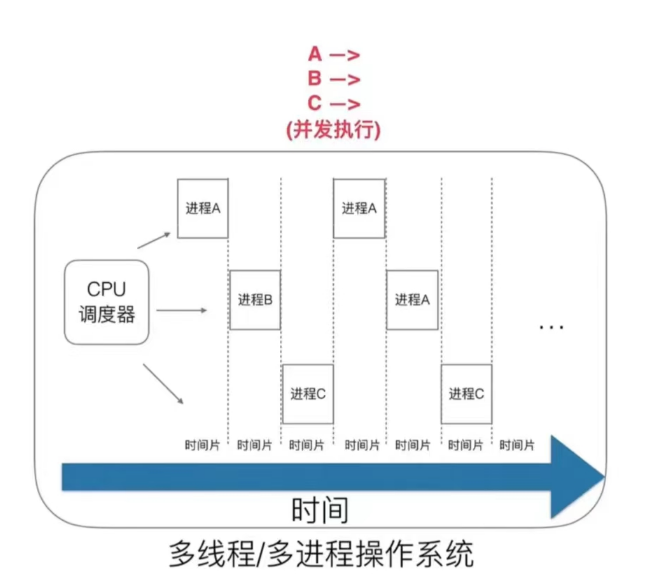 A —>
B —>
C —>
(并发执行)
进程A
进程A
CPU
调度器
进程B
进程A
...
进程C
进程C
时间片 时间片 时间片 时间片 时间片 时间片 时间片
时间
多线程/多进程操作系统